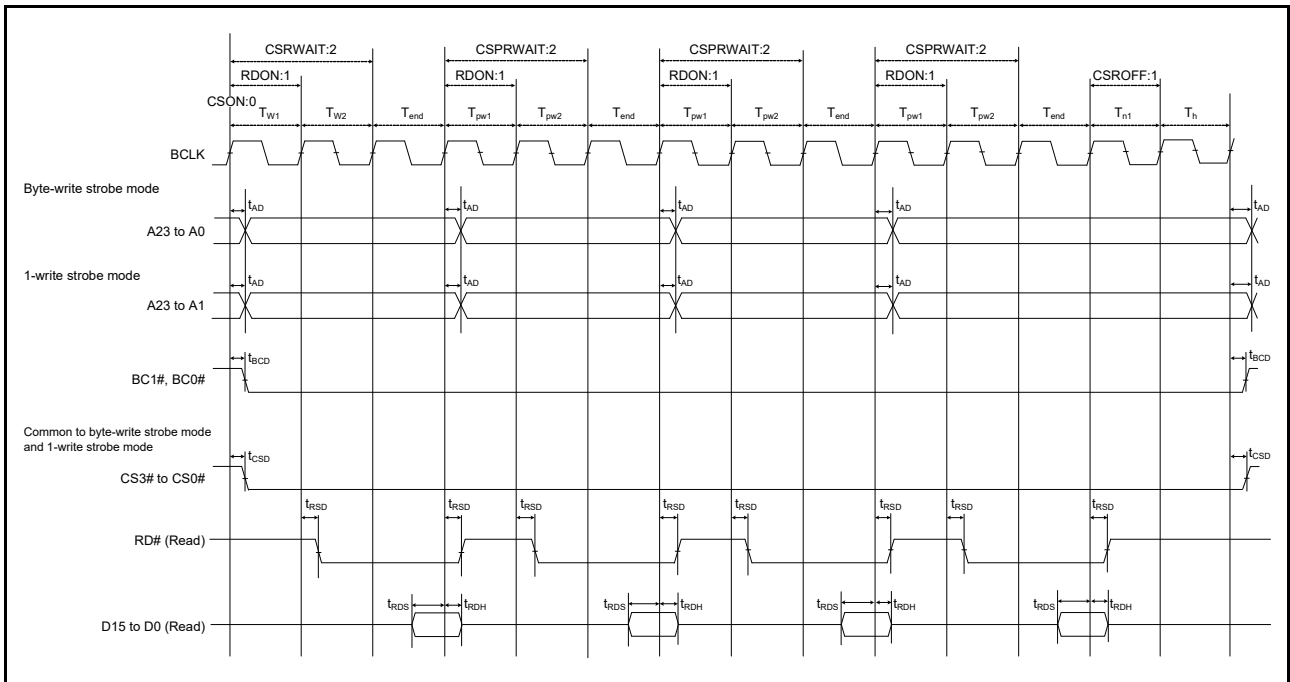 CSRWAIT:2 CSPRWAIT:2 CSPRWAIT:2 CSPRWAIT:2
RDON:1 RDON:1 RDON:1 RDON:1 CSROFF:1
CSON:0
TW1 TW2 Tend Tpw1 Tpw2 Tend Tpw1 Tpw2 Tend Tpw1 Tpw2 Tend Tn1 Th
BCLK
Byte-write strobe mode
tAD tAD tAD tAD tAD
A23 to A0
1-write strobe mode
tAD tAD tAD tAD tAD
A23 to A1
tBCD tBCD
BC1#, BC0#
Common to byte-write strobe mode
and 1-write strobe mode
tCSD tCSD
CS3# to CS0#
tRSD tRSD tRSD tRSD tRSD tRSD tRSD tRSD
RD# (Read)
tRDS tRDH tRDS tRDH tRDS tRDH tRDS tRDH
D15 to D0 (Read)